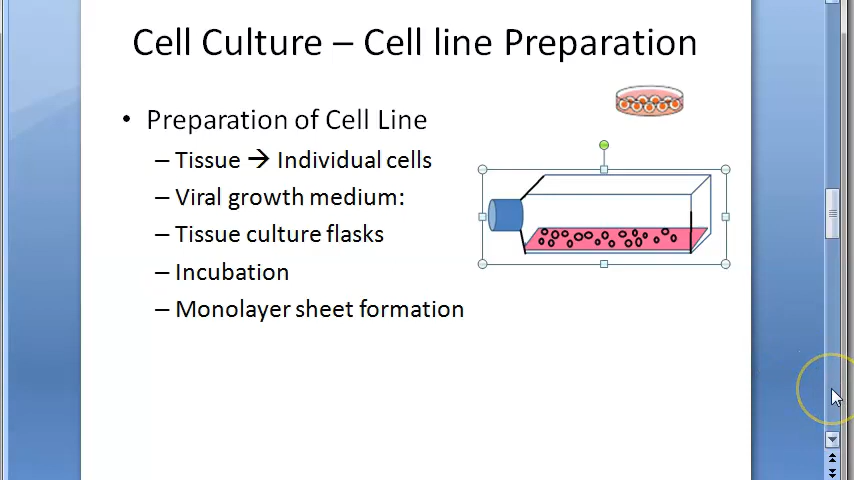 Cell Culture – Cell line Preparation
• Preparation of Cell Line
– Tissue → Individual cells
– Viral growth medium:
– Tissue culture flasks
– Incubation
– Monolayer sheet formation